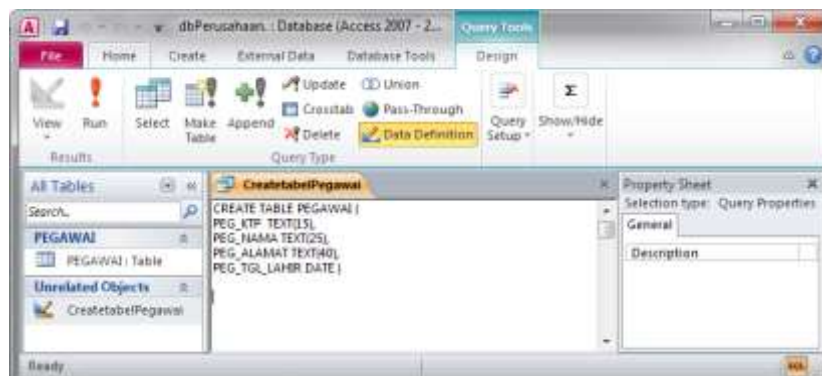 dbPerusahaan. : Database (Access 2007 - 2...
Query Tools
File Home Create External Data Database Tools Design
View
Run
Select
Make Table
Append
Update
Crosstab
Delete
Union
Pass-Through
Data Definition
Query Setup
Show/Hide
Results
Query Type
All Tables
Search..
PEGAWAI
PEGAWAI : Table
Unrelated Objects
CreatetabelPegawai
CreatetabelPegawai
CREATE TABLE PEGAWAI (
PEG_KTP TEXT(15),
PEG_NAMA TEXT(25),
PEG_ALAMAT TEXT(40),
PEG_TGL_LAHIR DATE )
Property Sheet
Selection type: Query Properties
General
Description
Ready
SQL